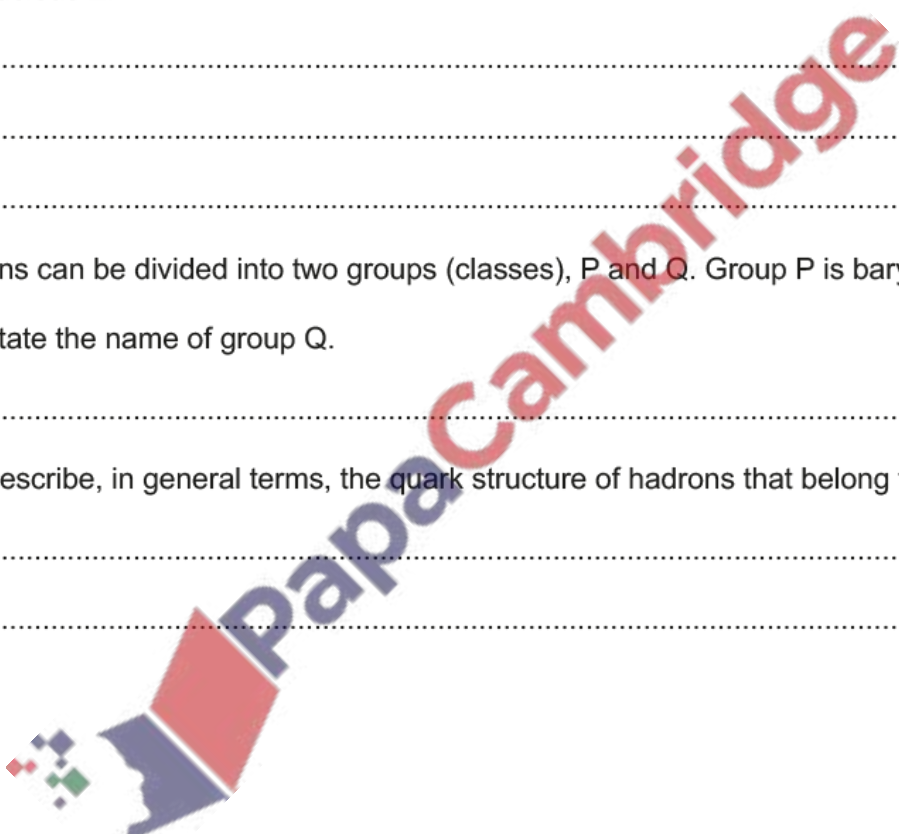 ns can be divided into two groups (classes), P and Q. Group P is bary
tate the name of group Q.
escribe, in general terms, the quark structure of hadrons that belong
PapaCambridge